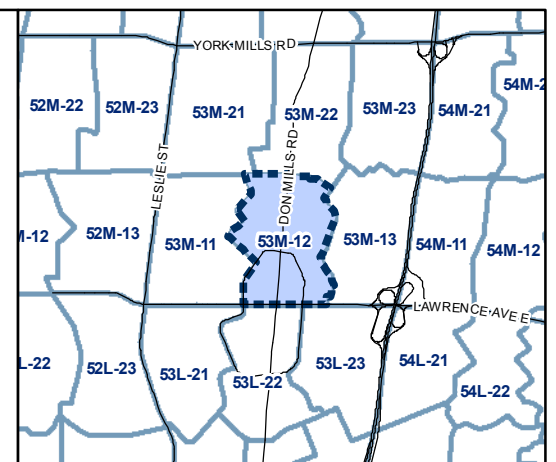 YORK MILLS RD
54M-2
52M-22
52M-23
53M-21
53M-22
53M-23
54M-21
LESLIE ST
DON MILLS RD
M-12
52M-13
53M-11
53M-12
53M-13
54M-11
54M-12
LAWRENCE AVE E
L-22
52L-23
53L-21
53L-22
53L-23
54L-21
54L-22